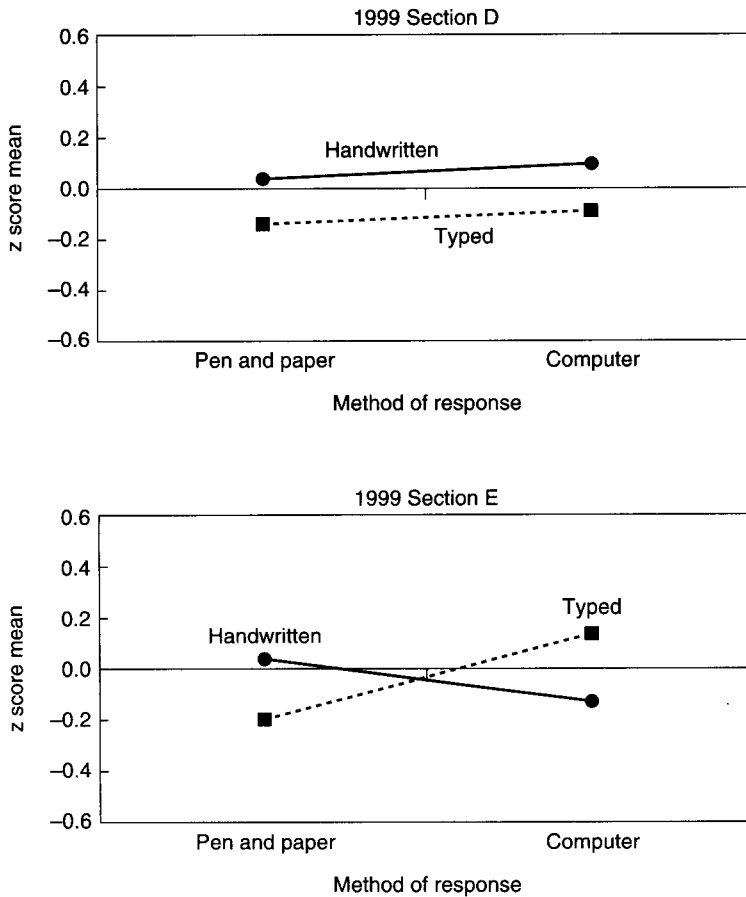 1999 Section D
0.6
0.4
0.2
0.0
−0.2
−0.4
−0.6
z score mean
Handwritten
Typed
Pen and paper
Computer
Method of response
1999 Section E
0.6
0.4
0.2
0.0
−0.2
−0.4
−0.6
z score mean
Typed
Handwritten
Pen and paper
Computer
Method of response